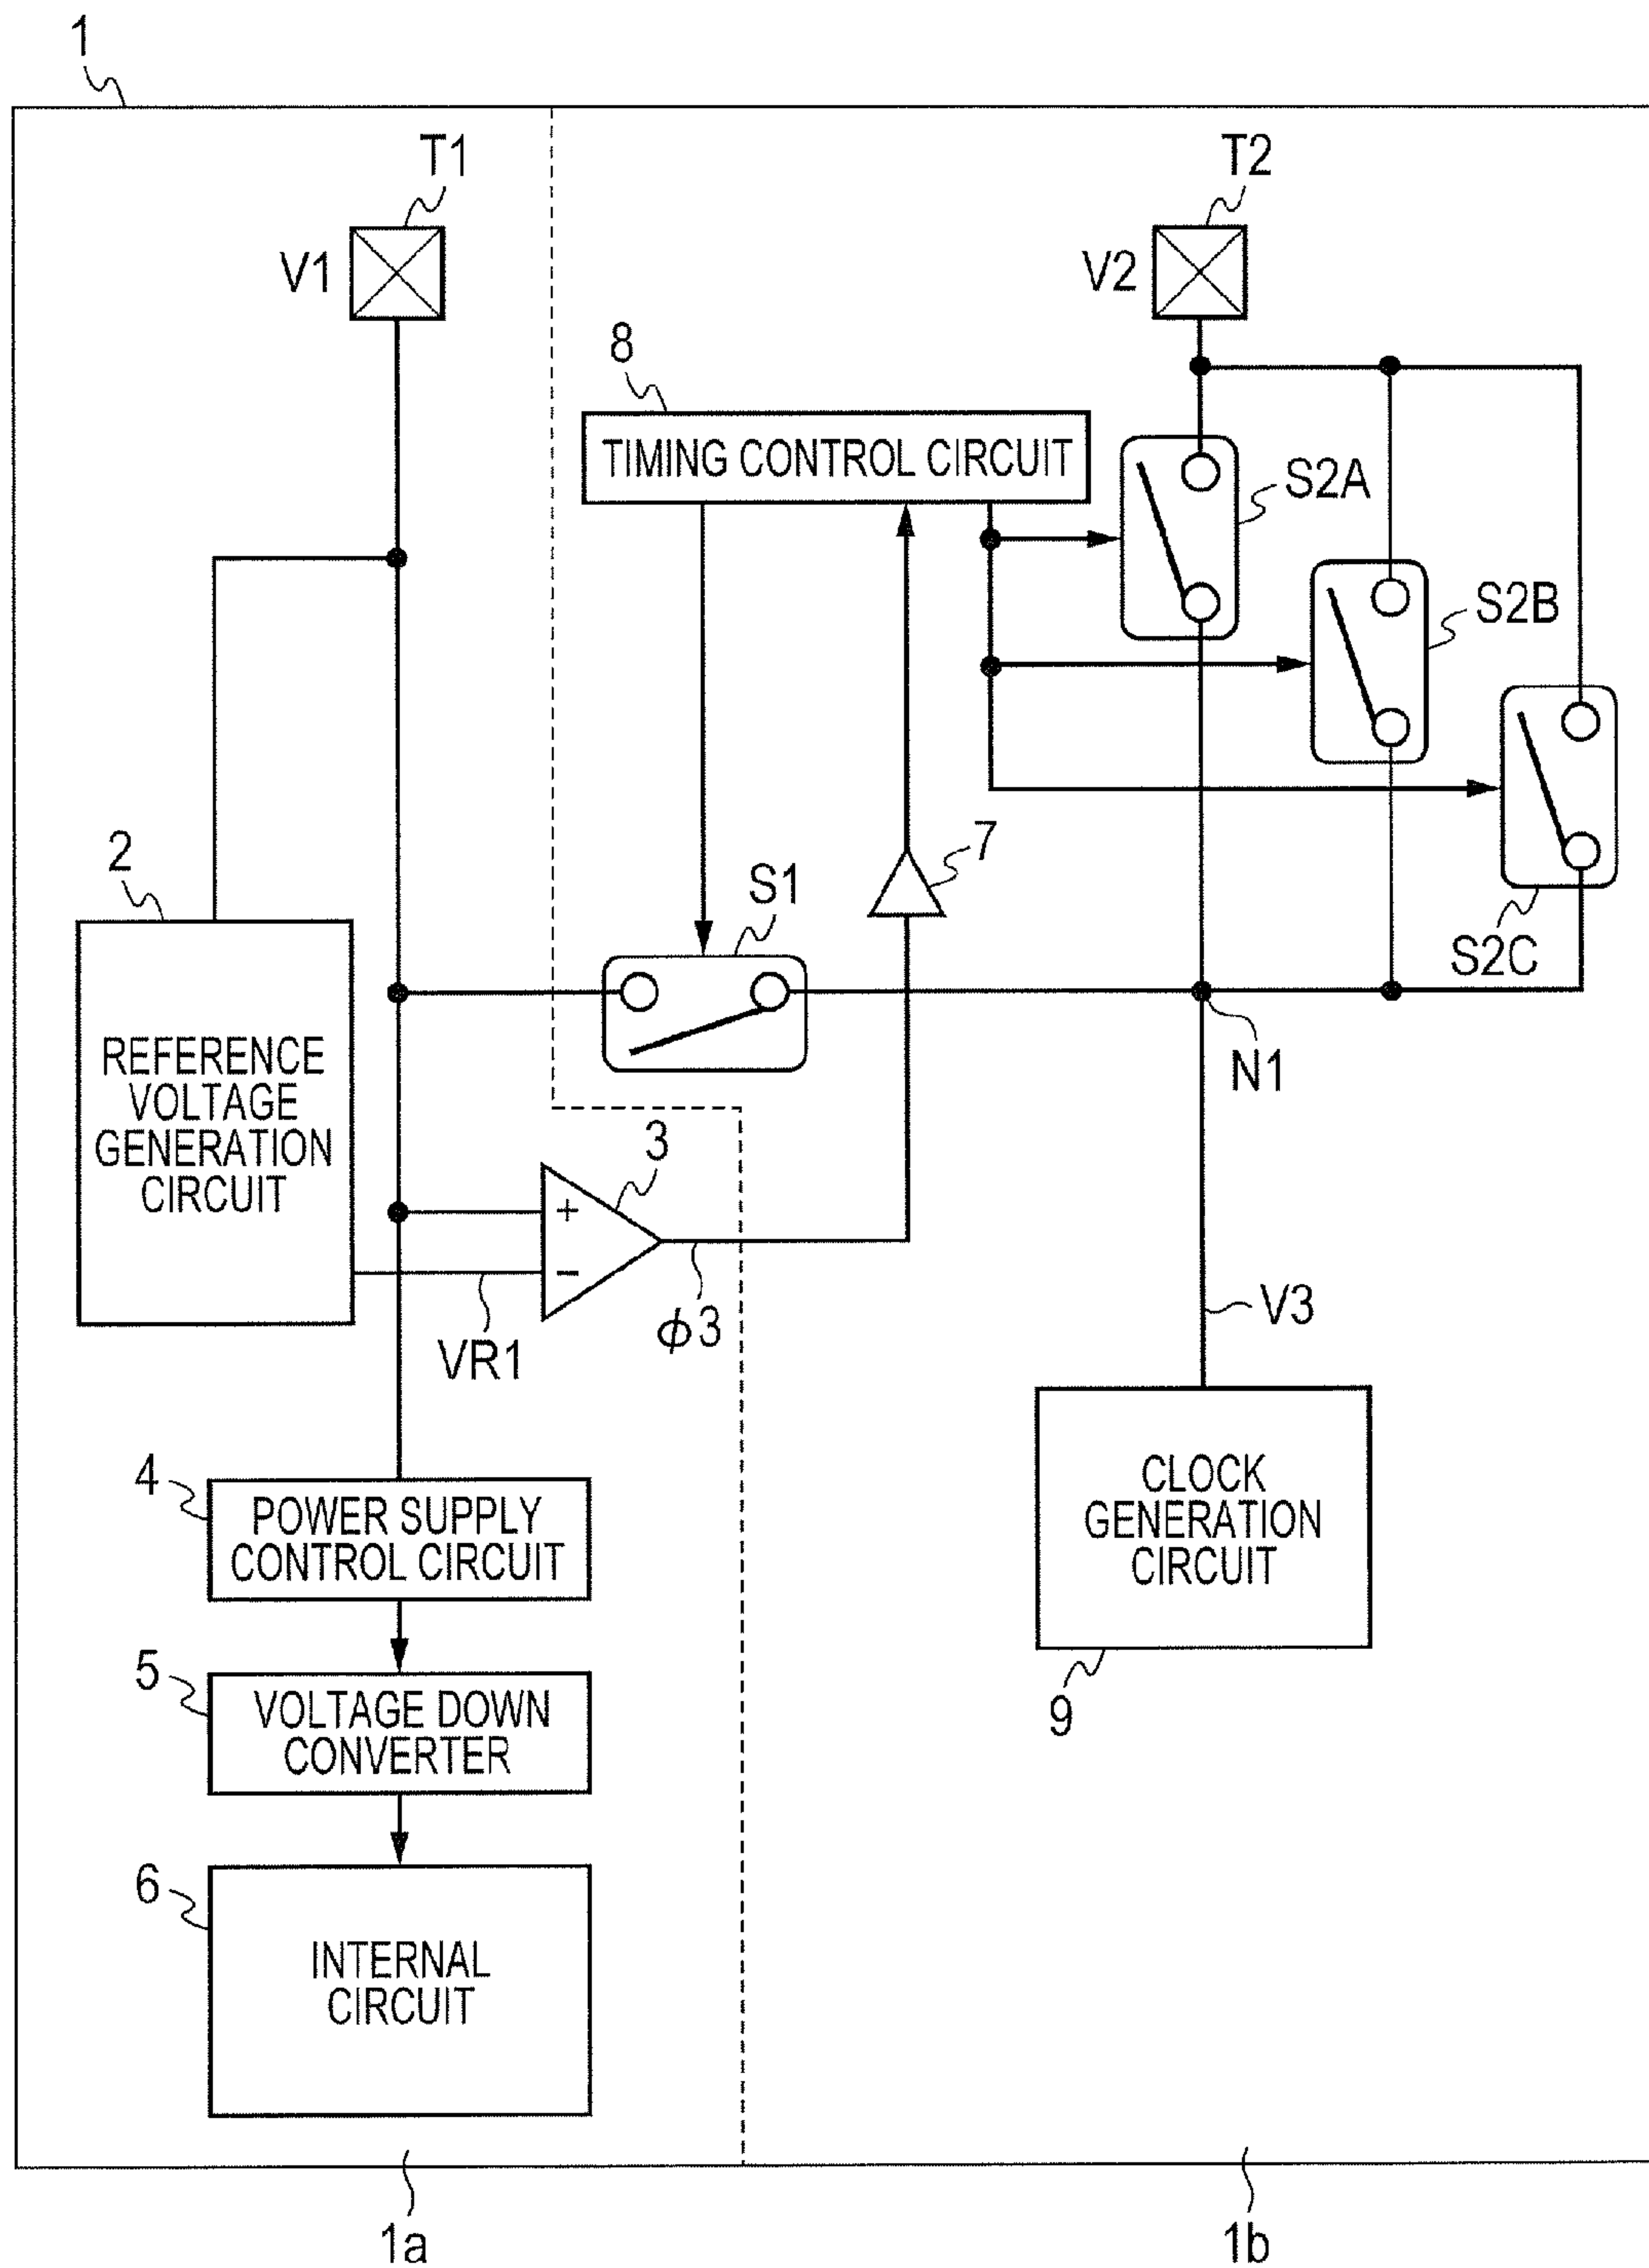 1
T1
T2
V1
V2
8
TIMING CONTROL CIRCUIT
S2A
S2B
2
S1
7
S2C
REFERENCE
VOLTAGE
GENERATION
CIRCUIT
N1
3
+
−
VR1
ϕ3
V3
4
POWER SUPPLY
CONTROL CIRCUIT
CLOCK
GENERATION
CIRCUIT
5
VOLTAGE DOWN
CONVERTER
9
6
INTERNAL
CIRCUIT
1a
1b